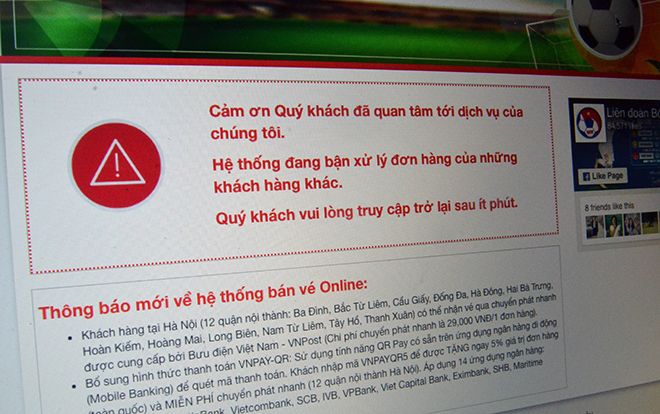 Cảm ơn Quý khách đã quan tâm tới dịch vụ của
chúng tôi.
Hệ thống đang bận xử lý đơn hàng của những
khách hàng khác.
Quý khách vui lòng truy cập trở lại sau ít phút.
Liên đoàn Bó
84,571 likes
Like Page
8 friends like this
Thông báo mới về hệ thống bán vé Online:
Khách hàng tại Hà Nội (12 quận nội thành: Ba Đình, Bắc Từ Liêm, Cầu Giấy, Đống Đa, Hà Đông, Hai Bà Trưng,
Hoàn Kiếm, Hoàng Mai, Long Biên, Nam Từ Liêm, Tây Hồ, Thanh Xuân) có thể nhận vé qua chuyển phát nhanh
được cung cấp bởi Bưu điện Việt Nam - VNPost (Chi phí chuyển phát nhanh là 29,000 VNĐ/1 đơn hàng).
Bổ sung hình thức thanh toán VNPAY-QR: Sử dụng tính năng QR Pay có sẵn trên ứng dụng ngân hàng di động
(Mobile Banking) để quét mã thanh toán. Khách hàng nhập mã VNPAYQR5 để được TẶNG ngay 5% giá trị đơn hàng
(toàn quốc) và MIỄN PHÍ chuyển phát nhanh (12 quận nội thành Hà Nội). Áp dụng 14 ứng dụng ngân hàng:
Bank, Vietcombank, SCB, IVB, VPBank, Viet Capital Bank, Eximbank, SHB, Maritime